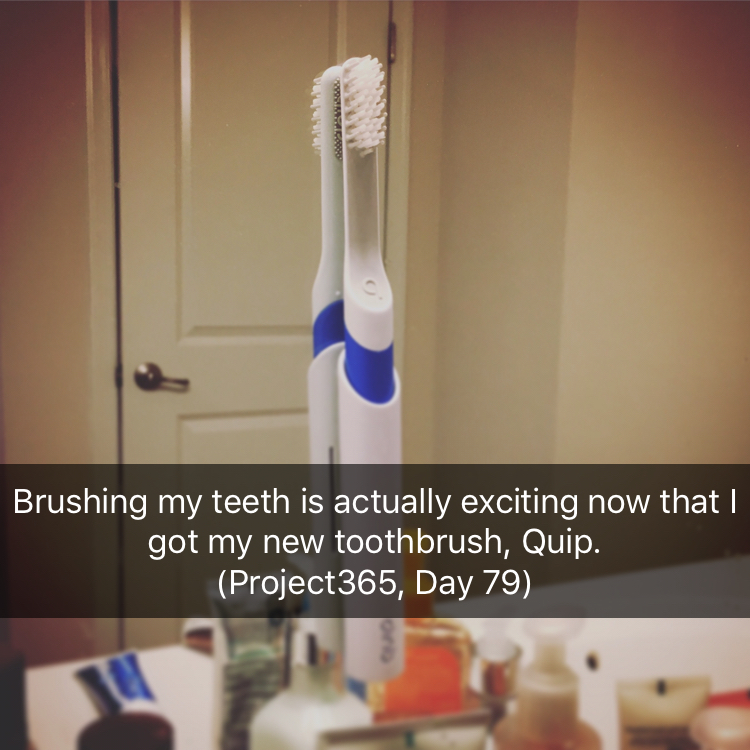 Brushing my teeth is actually exciting now that I
got my new toothbrush, Quip.
(Project365, Day 79)